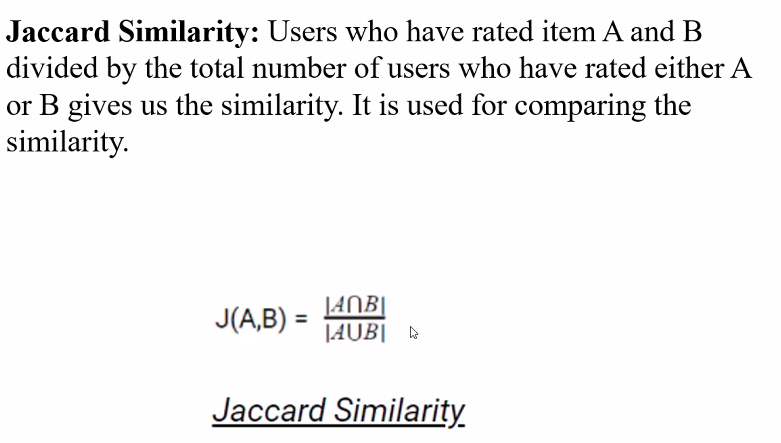 Jaccard Similarity: Users who have rated item A and B
divided by the total number of users who have rated either A
or B gives us the similarity. It is used for comparing the
similarity.
J(A,B) = |A∩B|
|A∪B|
Jaccard Similarity